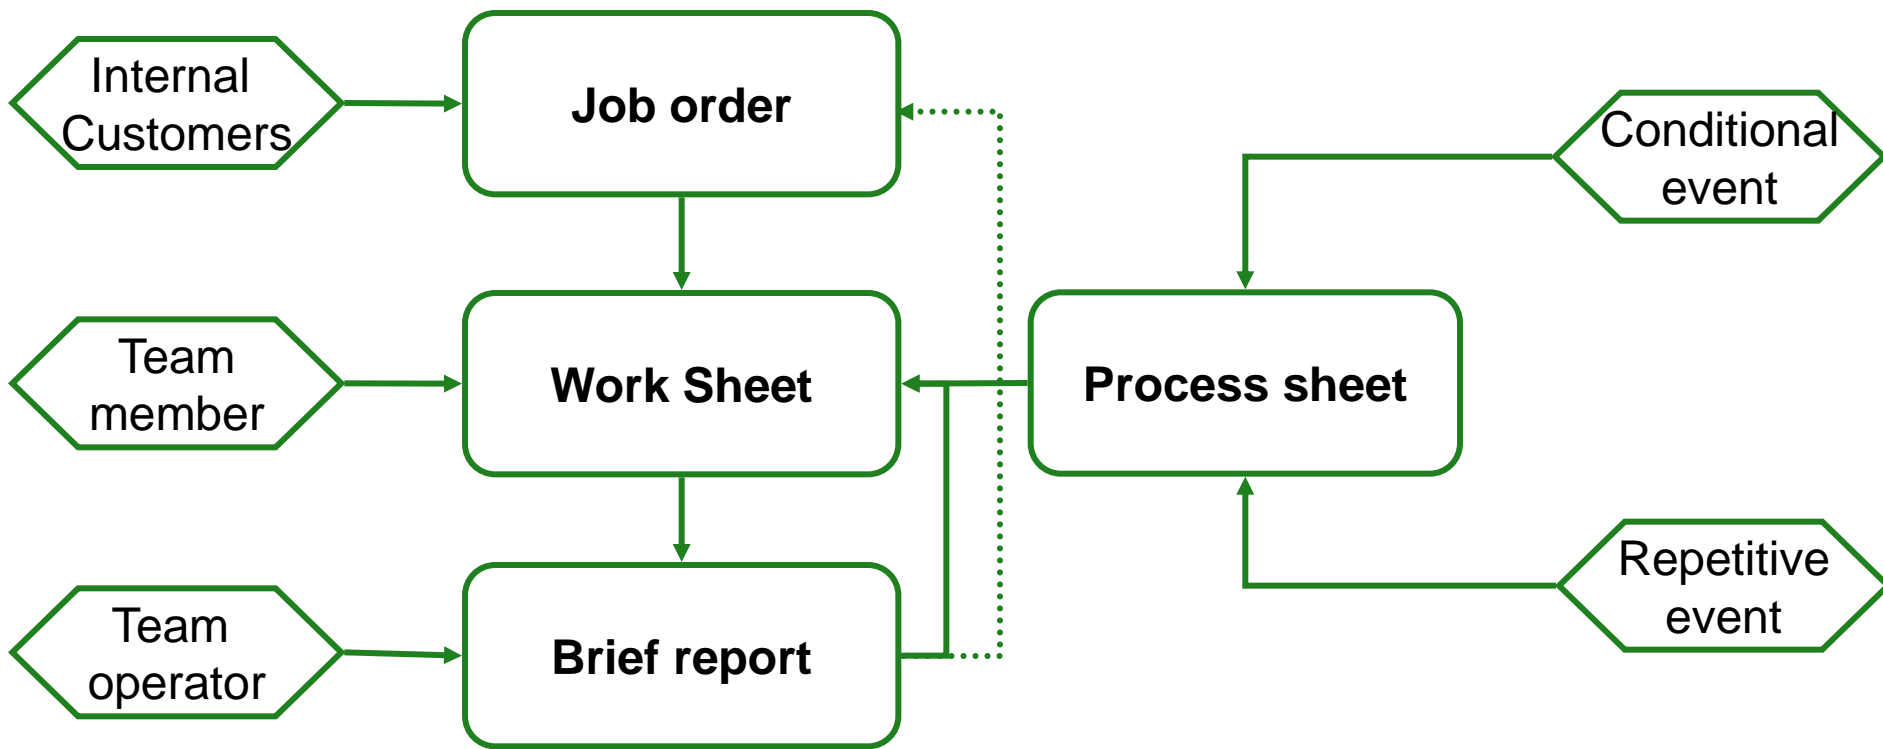 Internal
Customers
Job order
Conditional
event
Team
member
Work Sheet
Process sheet
Team
operator
Brief report
Repetitive
event